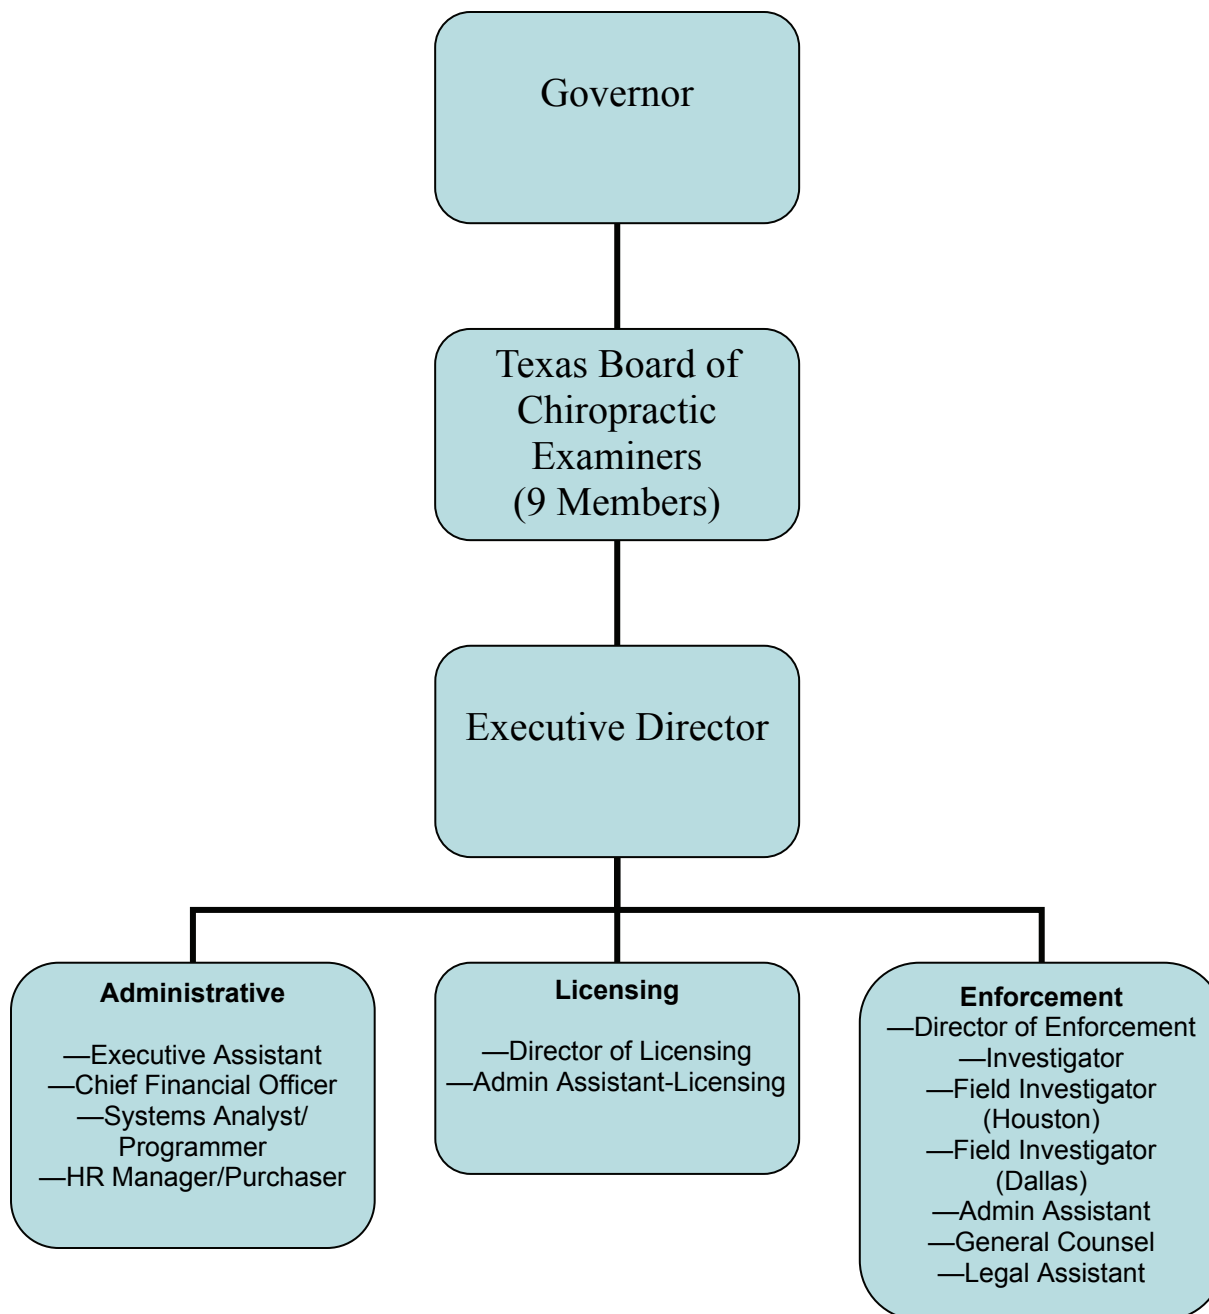 Governor
Texas Board of
Chiropractic
Examiners
(9 Members)
Executive Director
Administrative
—Executive Assistant
—Chief Financial Officer
—Systems Analyst/
Programmer
—HR Manager/Purchaser
Licensing
—Director of Licensing
—Admin Assistant-Licensing
Enforcement
—Director of Enforcement
—Investigator
—Field Investigator
(Houston)
—Field Investigator
(Dallas)
—Admin Assistant
—General Counsel
—Legal Assistant